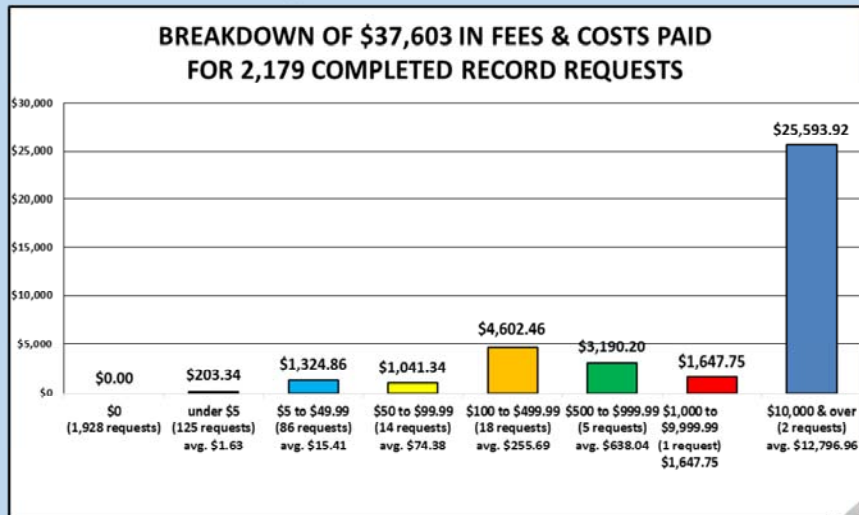 BREAKDOWN OF $37,603 IN FEES & COSTS PAID
FOR 2,179 COMPLETED RECORD REQUESTS
$30,000
$25,000
$20,000
$15,000
$10,000
$5,000
$0
$0.00
$203.34
$1,324.86
$1,041.34
$4,602.46
$3,190.20
$1,647.75
$25,593.92
$0
(1,928 requests)
under $5
(125 requests)
avg. $1.63
$5 to $49.99
(86 requests)
avg. $15.41
$50 to $99.99
(14 requests)
avg. $74.38
$100 to $499.99
(18 requests)
avg. $255.69
$500 to $999.99
(5 requests)
avg. $638.04
$1,000 to
$9,999.99
(1 request)
$1,647.75
$10,000 & over
(2 requests)
avg. $12,796.96